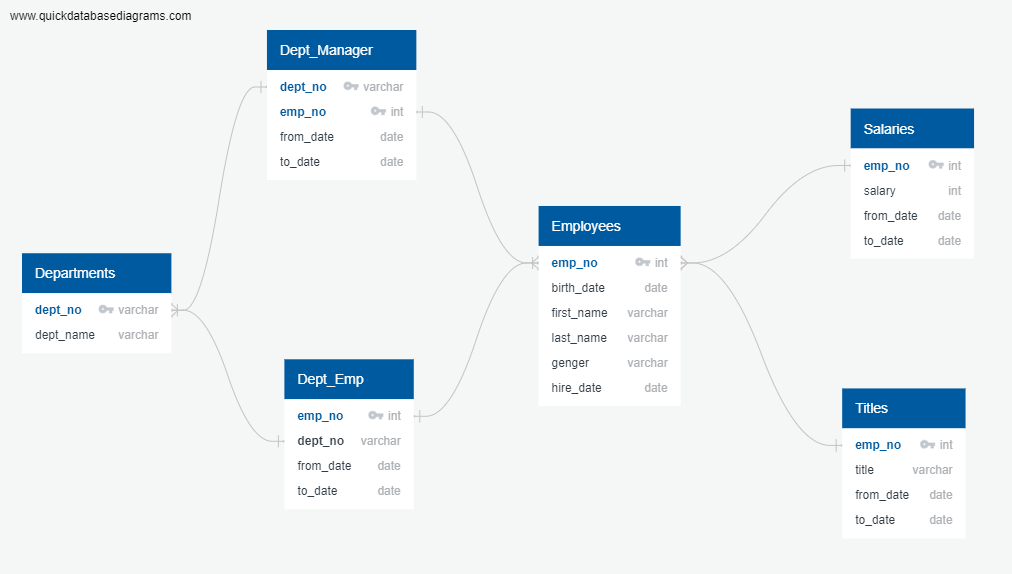 www.quickdatabasediagrams.com
Dept_Manager
dept_no varchar
emp_no int
from_date date
to_date date
Departments
dept_no varchar
dept_name varchar
Dept_Emp
emp_no int
dept_no varchar
from_date date
to_date date
Employees
emp_no int
birth_date date
first_name varchar
last_name varchar
genger varchar
hire_date date
Salaries
emp_no int
salary int
from_date date
to_date date
Titles
emp_no int
title varchar
from_date date
to_date date